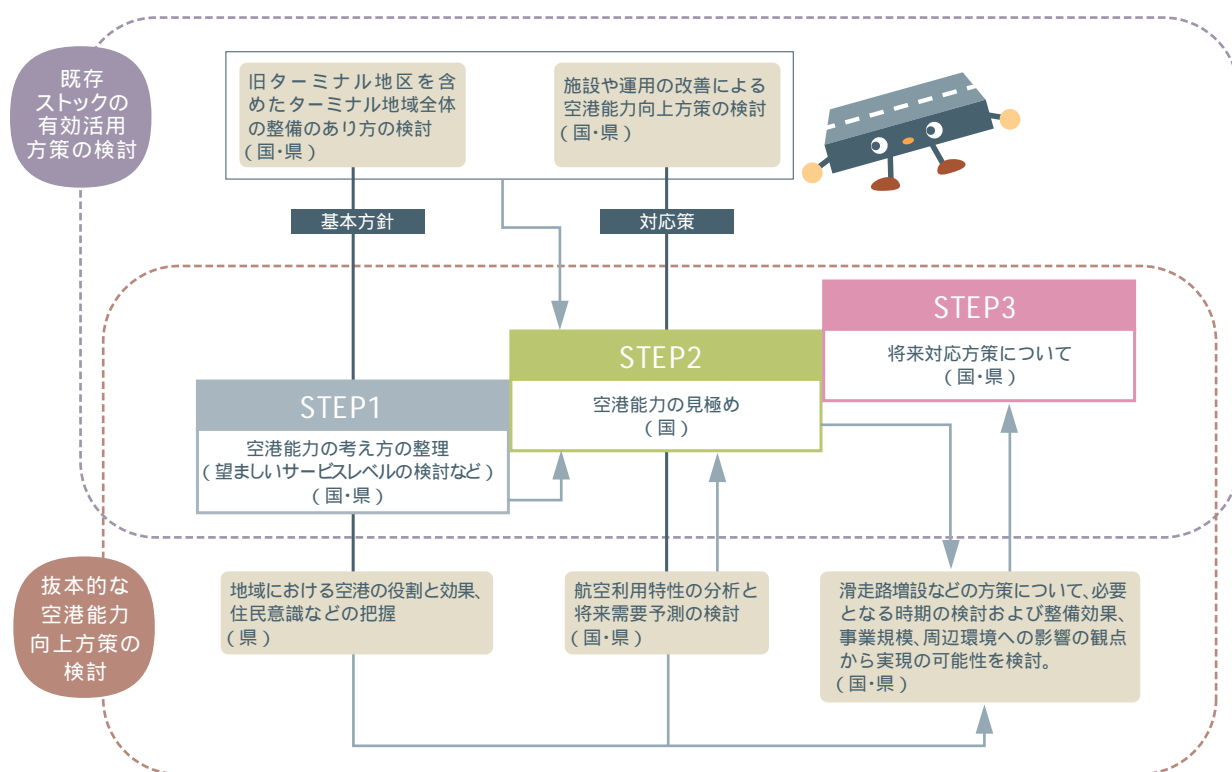 既存
ストックの
有効活用
方策の検討
旧ターミナル地区を含
めたターミナル地域全体
の整備のあり方の検討
(国・県)
施設や運用の改善による
空港能力向上方策の検討
(国・県)
基本方針
対応策
STEP1
空港能力の考え方の整理
(望ましいサービスレベルの検討など)
(国・県)
STEP2
空港能力の見極め
(国)
STEP3
将来対応方策について
(国・県)
抜本的な
空港能力
向上方策の
検討
地域における空港の役割と効果、
住民意識などの把握
(県)
航空利用特性の分析と
将来需要予測の検討
(国・県)
滑走路増設などの方策について、必要
となる時期の検討および整備効果、
事業規模、周辺環境への影響の観点
から実現の可能性を検討。
(国・県)